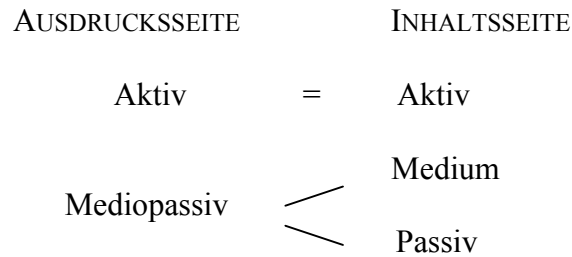 AUSDRUCKSSEITE INHALTSSEITE
Aktiv = Aktiv
Medium
Mediopassiv
Passiv